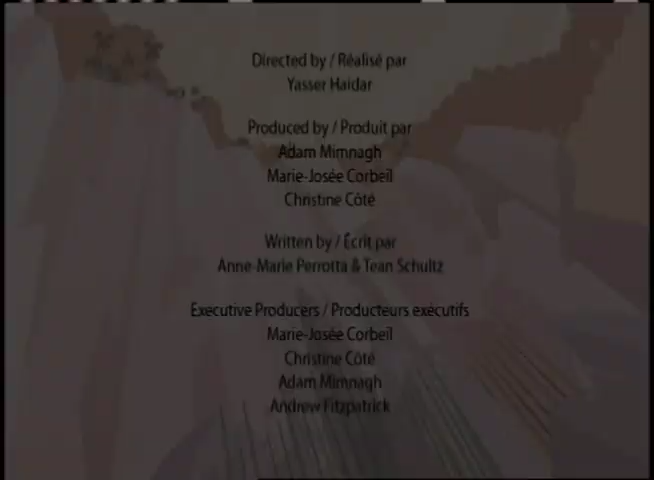 Directed by / Réalisé par
Yasser Haidar
Produced by / Produit par
Adam Mimnagh
Marie-Josée Corbeil
Christine Côté
Written by / Écrit par
Anne-Marie Perrotta & Tean Schultz
Executive Producers / Producteurs exécutifs
Marie-Josée Corbeil
Christine Côté
Adam Mimnagh
Andrew Fitzpatrick